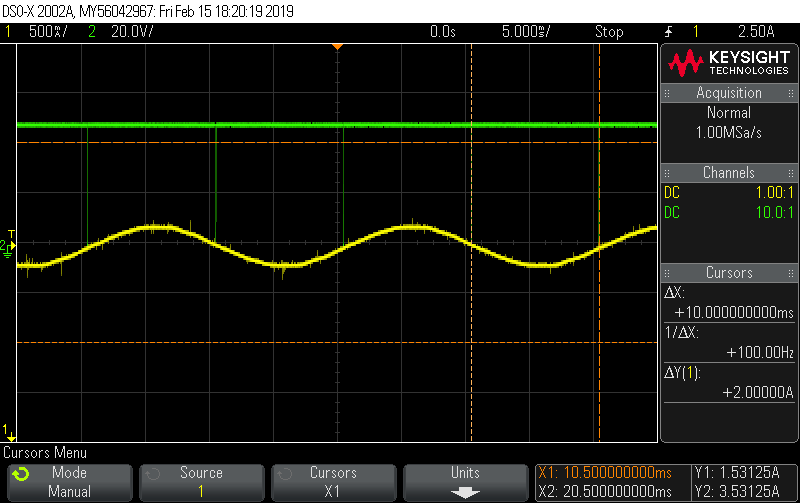 DSO-X 2002A, MY56042967: Fri Feb 15 18:20:19 2019
1 500%/ 2 20.0V/ 0.0s 5.000%/ Stop 1 2.50A
KEYSIGHT
TECHNOLOGIES
Acquisition
Normal
1.00MSa/s
Channels
DC 1.00:1
DC 10.0:1
Cursors
ΔX:
+10.000000000ms
1/ΔX:
+100.00Hz
ΔY(1):
+2.00000A
T
2
1
Cursors Menu
Mode
Manual
Source
1
Cursors
X1
Units
X1: 10.500000000ms
X2: 20.500000000ms
Y1: 1.53125A
Y2: 3.53125A